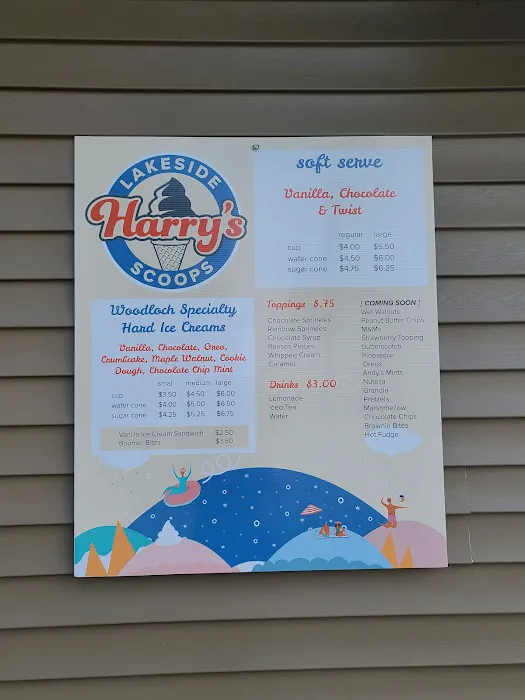 LAKESIDE
Harry's
SCOOPS
soft serve
Vanilla, Chocolate
& Twist
regular large
cup $4.00 $5.50
wafer cone $4.50 $6.00
sugar cone $4.75 $6.25
Woodloch Specialty
Hard Ice Creams
Vanilla, Chocolate, Oreo,
Crumbcake, Maple Walnut, Cookie
Dough, Chocolate Chip Mint
small medium large
cup $3.50 $4.50 $6.00
wafer cone $4.00 $5.00 $6.50
sugar cone $4.25 $5.25 $6.75
Vanilla Ice Cream Sandwich $2.50
Boomer Bites $3.50
Toppings $.75
Chocolate Sprinkles
Rainbow Sprinkles
Chocolate Syrup
Reeses Pieces
Whipped Cream
Caramel
Drinks $3.00
Lemonade
Iced Tea
Water
! COMING SOON !
Wet Walnuts
Peanut Butter Chips
M&Ms
Strawberry Topping
butterscotch
Pineapple
Oreos
Andy's Mints
Nutella
Granola
Pretzels
Marshmellow
Chocolate Chips
Brownie Bites
Hot Fudge